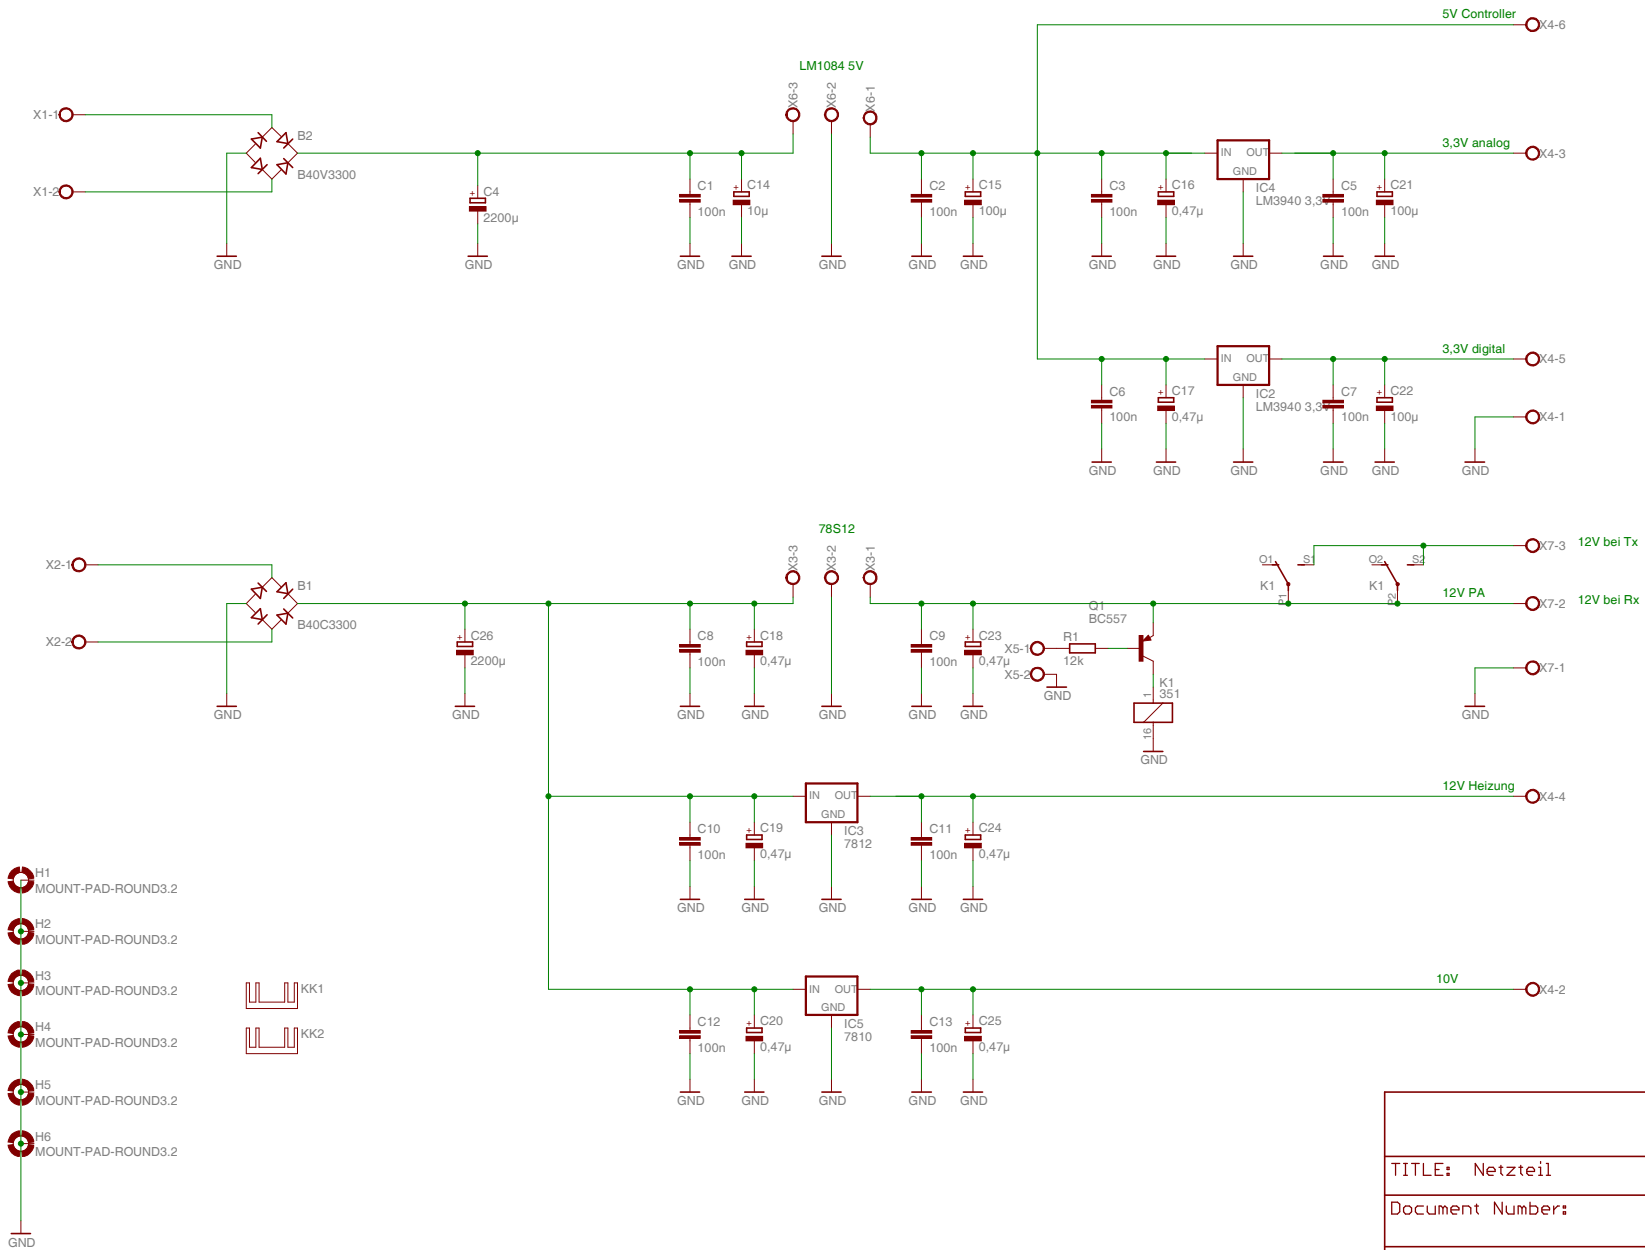 5V Controller
X4-6
LM1084 5V
X6-3
X6-2
X6-1
X1-1
B2
B40V3300
X1-2
C4
2200µ
C1
100n
C14
10µ
C2
100n
C15
100µ
C3
100n
C16
0,47µ
IN OUT
GND
IC4
LM3940 3,3V
C5
100n
C21
100µ
3,3V analog
X4-3
GND
GND
GND
GND
GND
GND
GND
GND
GND
GND
GND
GND
3,3V digital
X4-5
IN OUT
GND
IC2
LM3940 3,3V
C6
100n
C17
0,47µ
C7
100n
C22
100µ
X4-1
GND
GND
GND
GND
GND
GND
78S12
X3-3
X3-2
X3-1
X2-1
B1
B40C3300
X2-2
C26
2200µ
C8
100n
C18
0,47µ
C9
100n
C23
0,47µ
Q1
BC557
R1
12k
X5-1
X5-2
GND
K1
351
1
16
GND
O1
S1
K1
P1
O2
S2
K1
P2
X7-3
12V bei Tx
12V PA
X7-2
12V bei Rx
X7-1
GND
GND
GND
GND
GND
GND
GND
GND
12V Heizung
X4-4
C10
100n
C19
0,47µ
IN OUT
GND
IC3
7812
C11
100n
C24
0,47µ
GND
GND
GND
GND
GND
10V
X4-2
C12
100n
C20
0,47µ
IN OUT
GND
IC5
7810
C13
100n
C25
0,47µ
GND
GND
GND
GND
GND
H1
MOUNT-PAD-ROUND3.2
H2
MOUNT-PAD-ROUND3.2
H3
MOUNT-PAD-ROUND3.2
H4
MOUNT-PAD-ROUND3.2
H5
MOUNT-PAD-ROUND3.2
H6
MOUNT-PAD-ROUND3.2
GND
KK1
KK2
TITLE: Netzteil
Document Number: